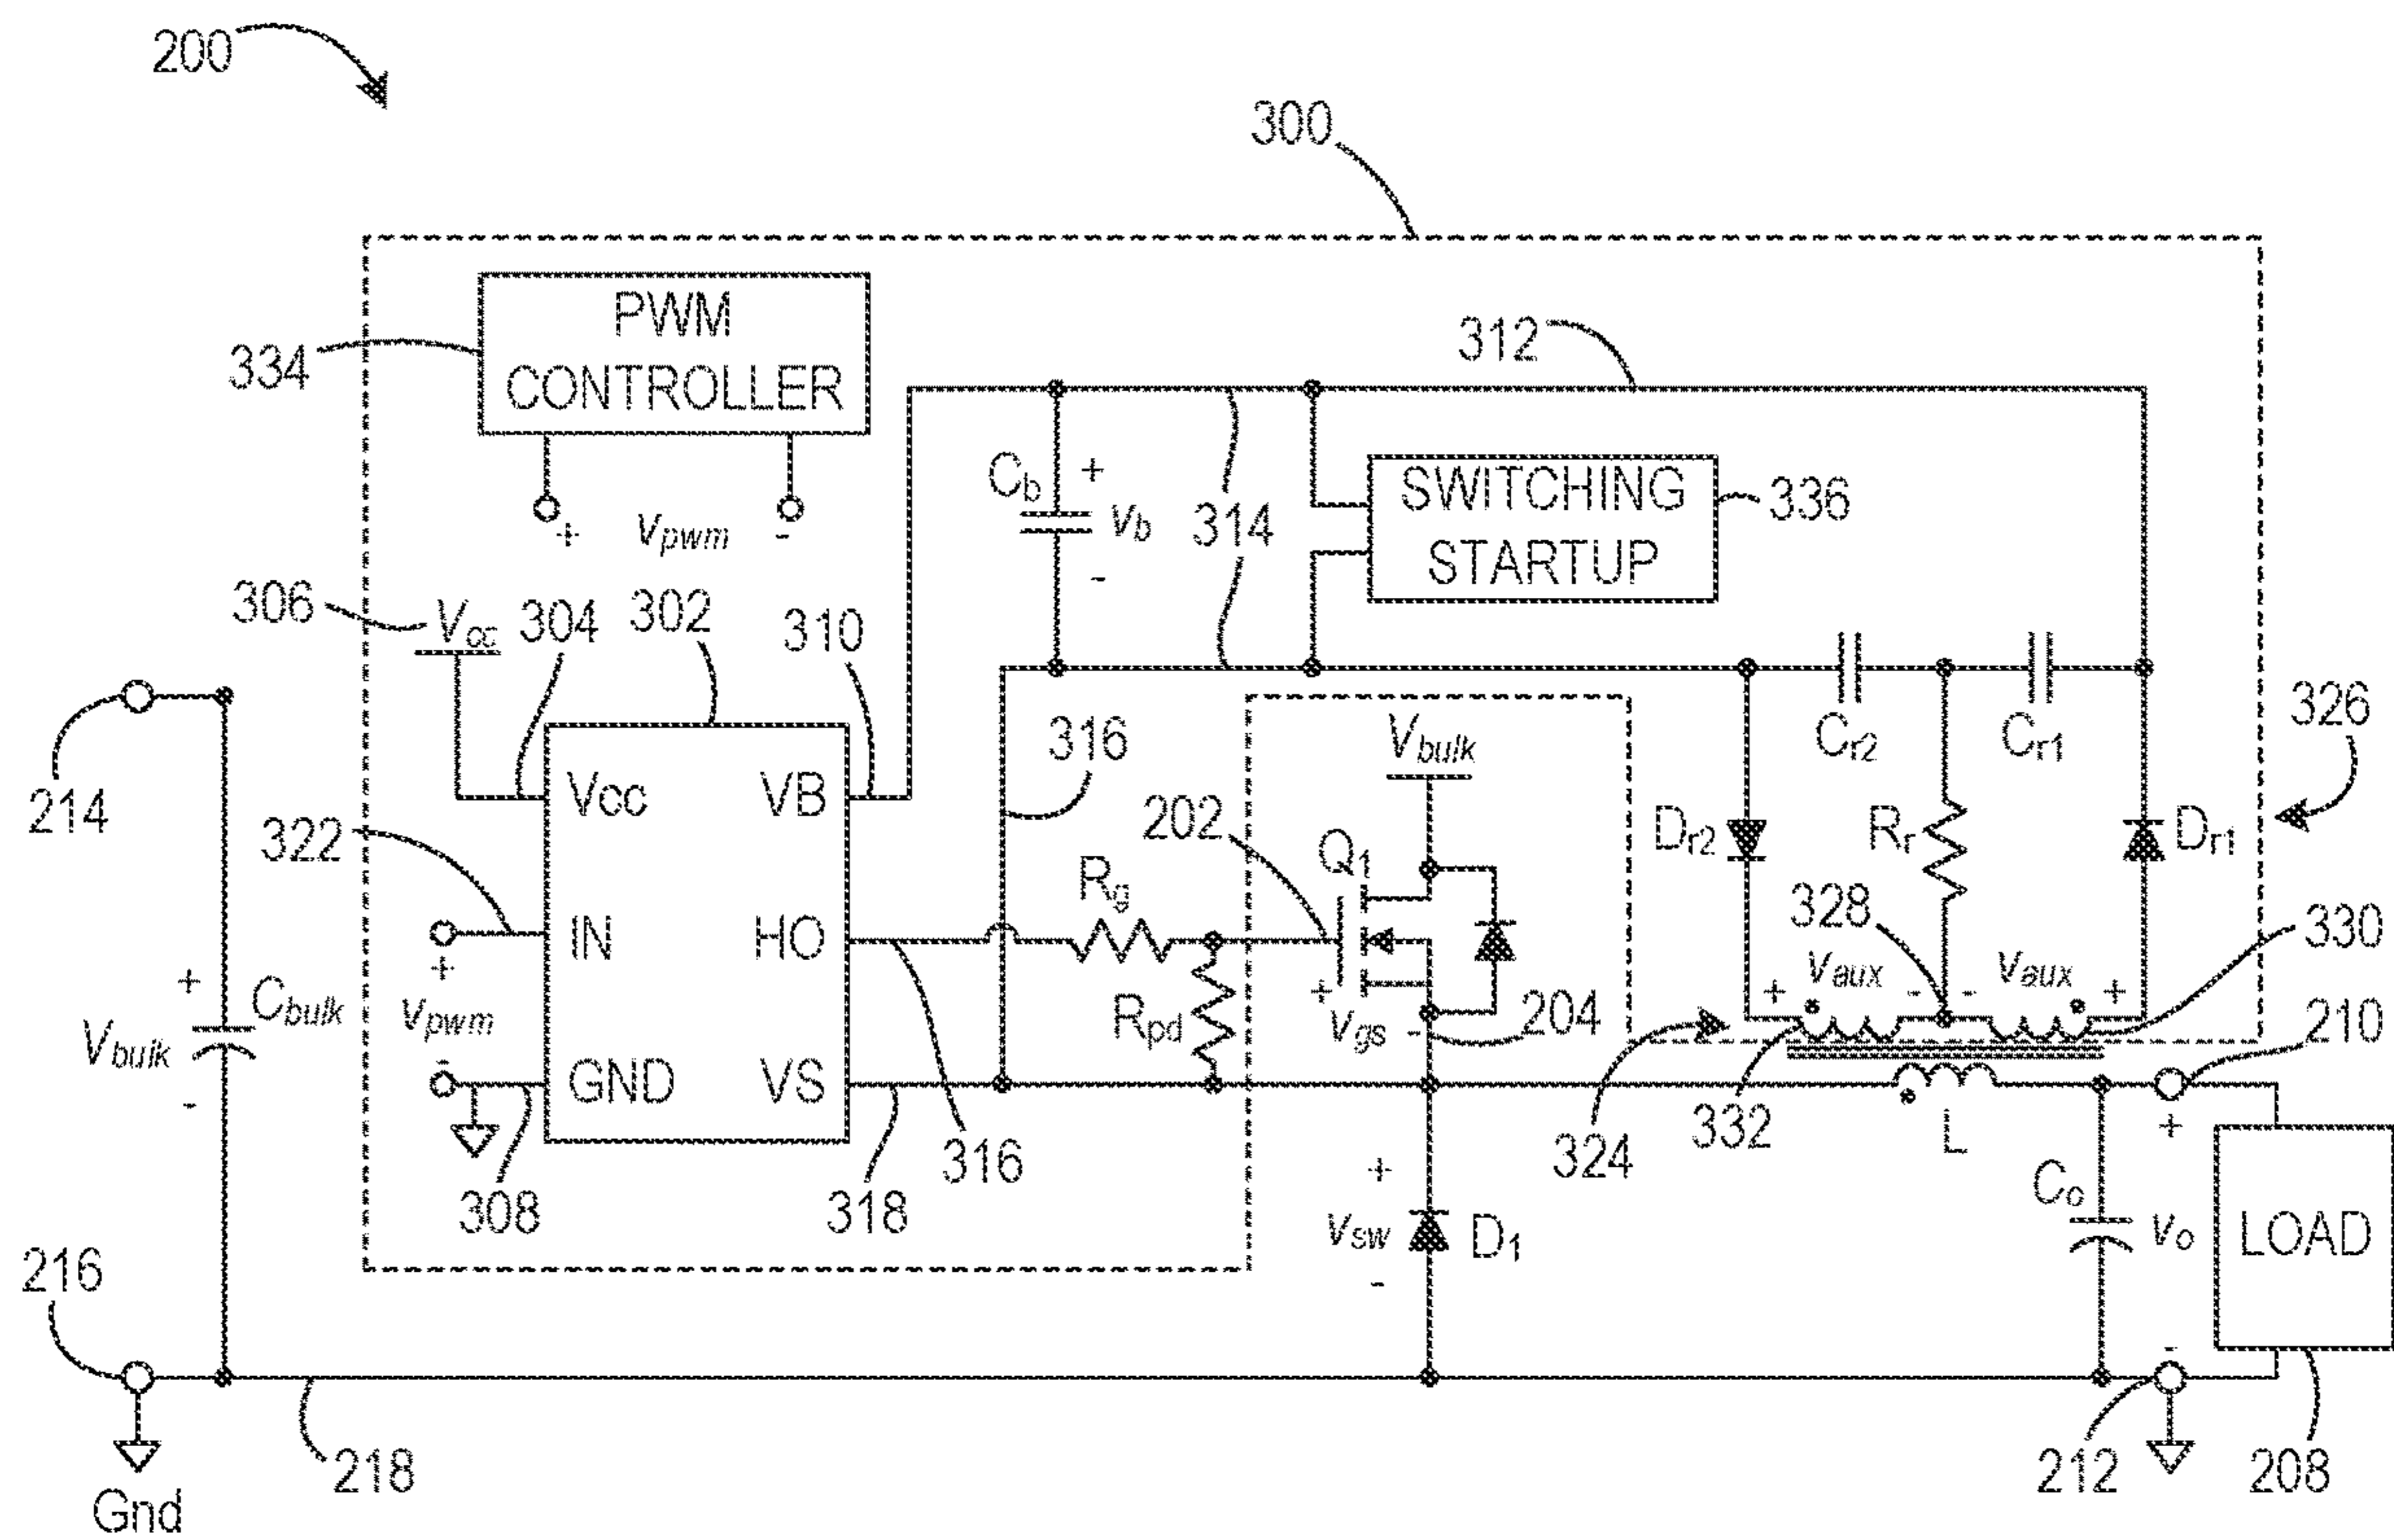 200
300
PWM
CONTROLLER
334
+ vpwm -
312
314
Cb
+
vb
-
SWITCHING
STARTUP
336
306
Vcc
304
302
310
214
322
Vcc
VB
IN
HO
GND
VS
+
vpwm
-
308
318
316
316
Rg
Rpd
202
Vbulk
Q1
+
vgs
-
204
Cr2
Cr1
326
Dr2
Rr
Dr1
328
330
+ vaux - - vaux +
210
324
332
L
+
Vbulk
-
Cbulk
+
vsw
-
D1
Co
+
vo
-
LOAD
216
Gnd
218
212
208